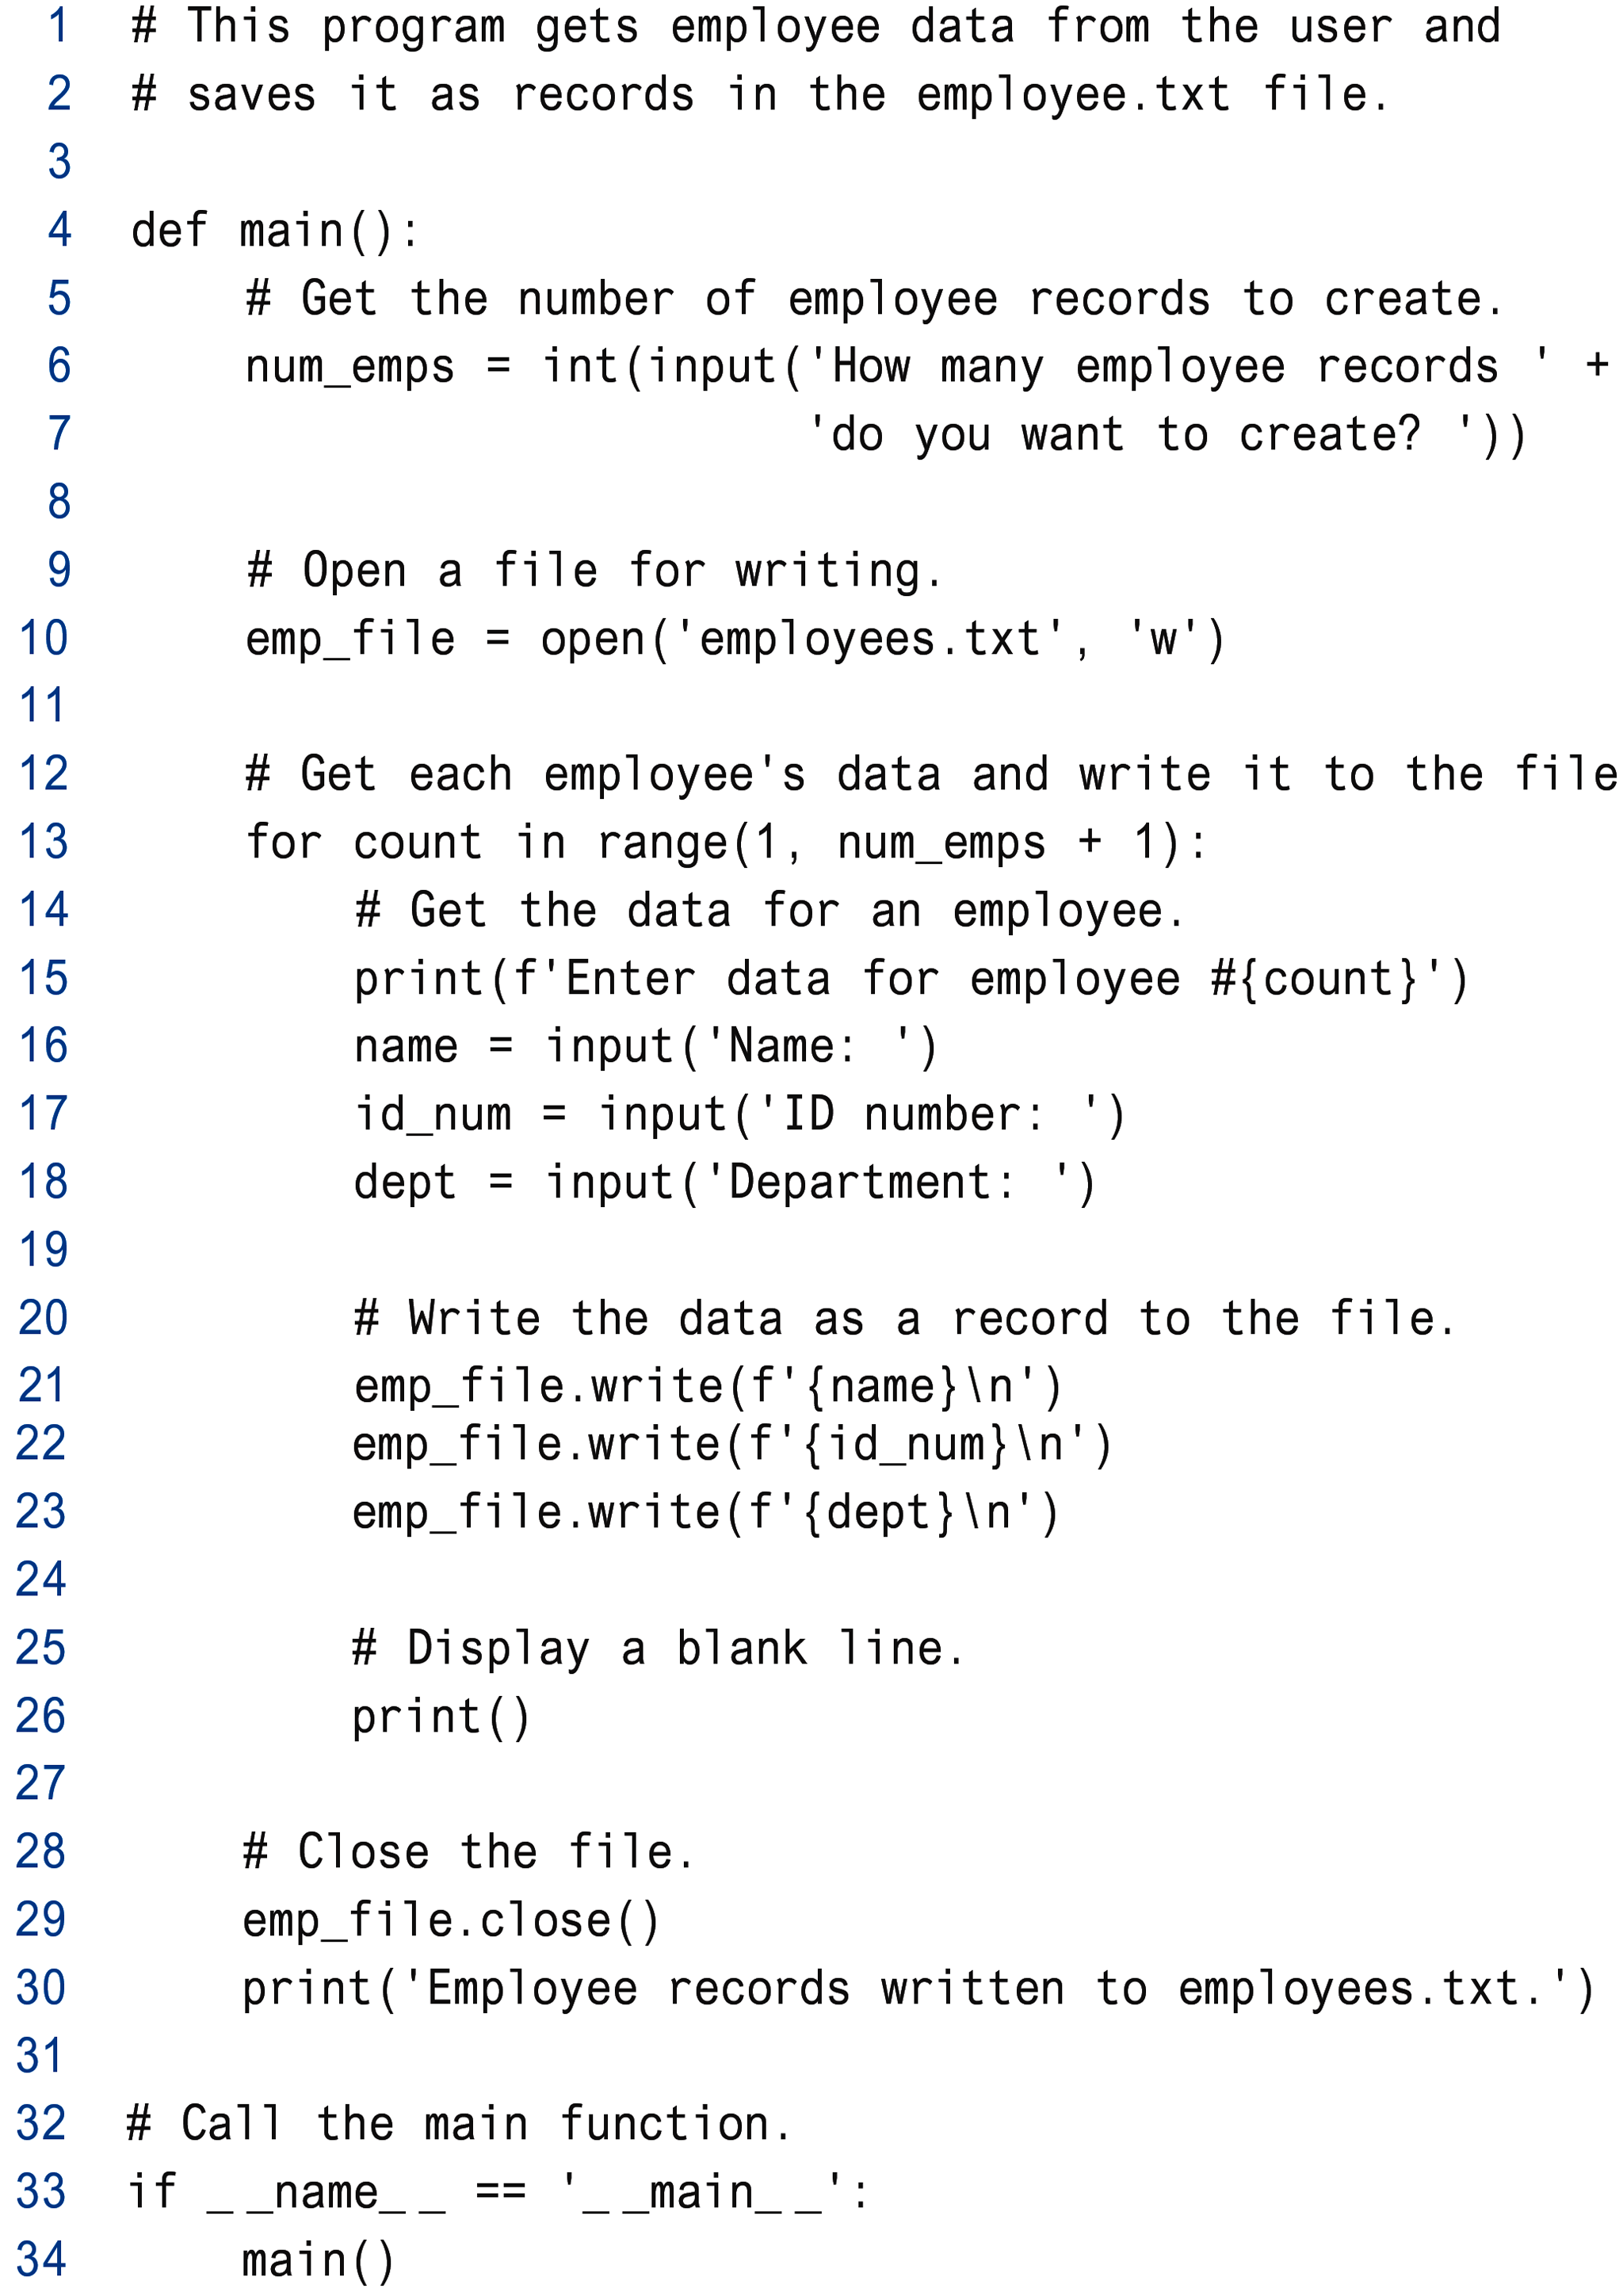 1 # This program gets employee data from the user and
2 # saves it as records in the employee.txt file.
3
4 def main():
5     # Get the number of employee records to create.
6     num_emps = int(input('How many employee records ' +
7                          'do you want to create? '))
8
9     # Open a file for writing.
10     emp_file = open('employees.txt', 'w')
11
12     # Get each employee's data and write it to the file
13     for count in range(1, num_emps + 1):
14         # Get the data for an employee.
15         print(f'Enter data for employee #{count}')
16         name = input('Name: ')
17         id_num = input('ID number: ')
18         dept = input('Department: ')
19
20         # Write the data as a record to the file.
21         emp_file.write(f'{name}\n')
22         emp_file.write(f'{id_num}\n')
23         emp_file.write(f'{dept}\n')
24
25         # Display a blank line.
26         print()
27
28     # Close the file.
29     emp_file.close()
30     print('Employee records written to employees.txt.')
31
32 # Call the main function.
33 if _ _name_ _ == '_ _main_ _':
34     main()